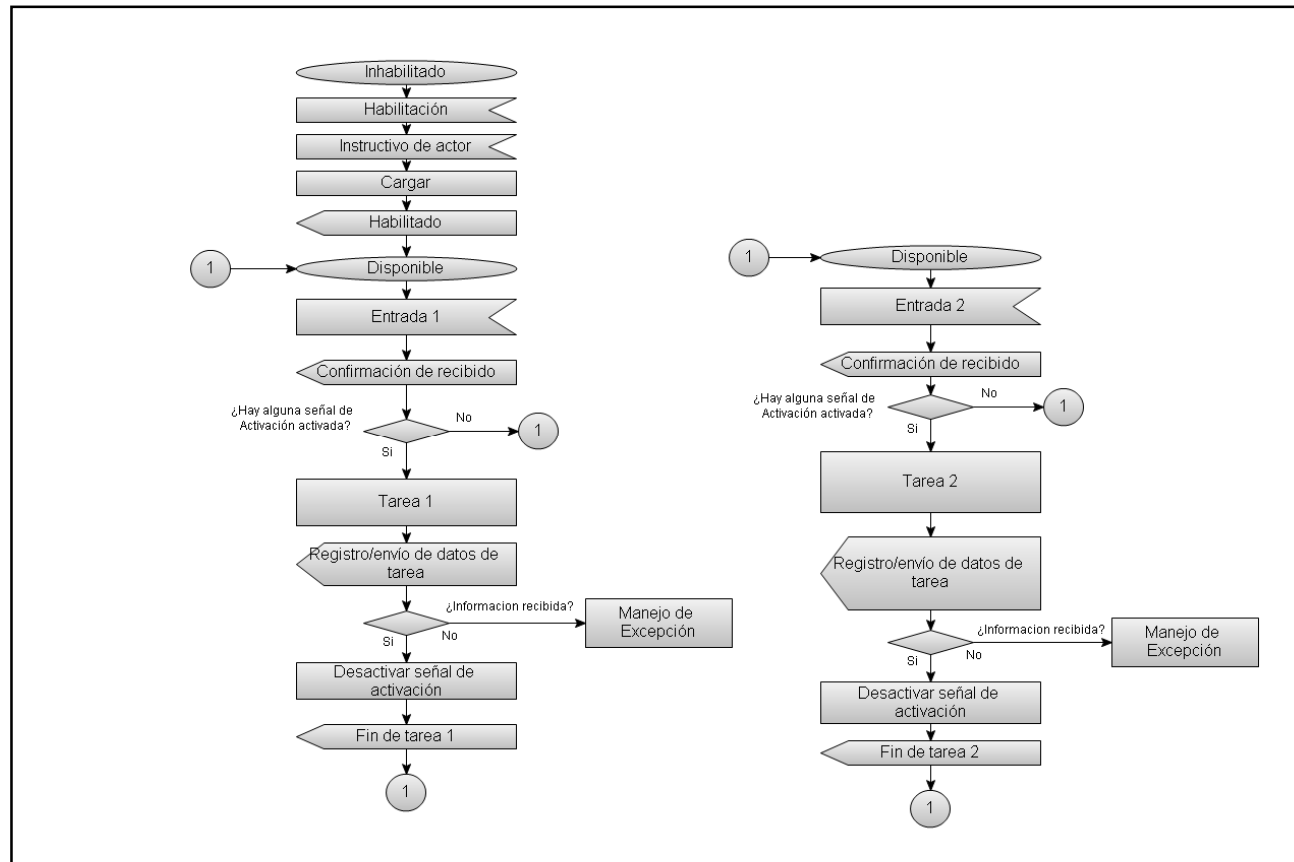 Inhabilitado
Habilitación
Instructivo de actor
Cargar
Habilitado
1
Disponible
Entrada 1
Confirmación de recibido
¿Hay alguna señal de
Activación activada?
No
1
Si
Tarea 1
Registro/envío de datos de
tarea
¿Informacion recibida?
No
Si
Manejo de
Excepción
Desactivar señal de
activación
Fin de tarea 1
1
1
Disponible
Entrada 2
Confirmación de recibido
¿Hay alguna señal de
Activación activada?
No
1
Si
Tarea 2
Registro/envío de datos de
tarea
¿Informacion recibida?
No
Si
Manejo de
Excepción
Desactivar señal de
activación
Fin de tarea 2
1